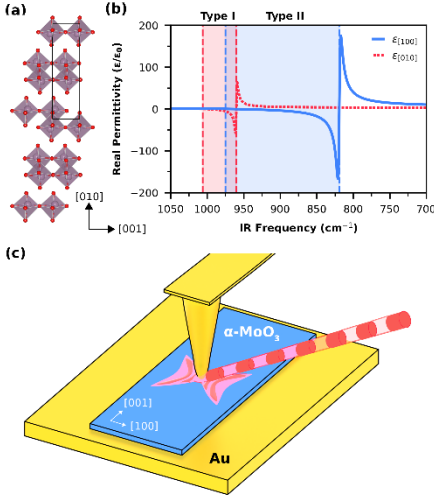 (a)
[010]
[001]
(b)
Type I Type II
Real Permittivity (ε/ε₀)
200
100
0
−100
−200
ε[100]
ε[010]
1050 1000 950 900 850 800 750 700
IR Frequency (cm⁻¹)
(c)
α-MoO₃
[001]
[100]
Au